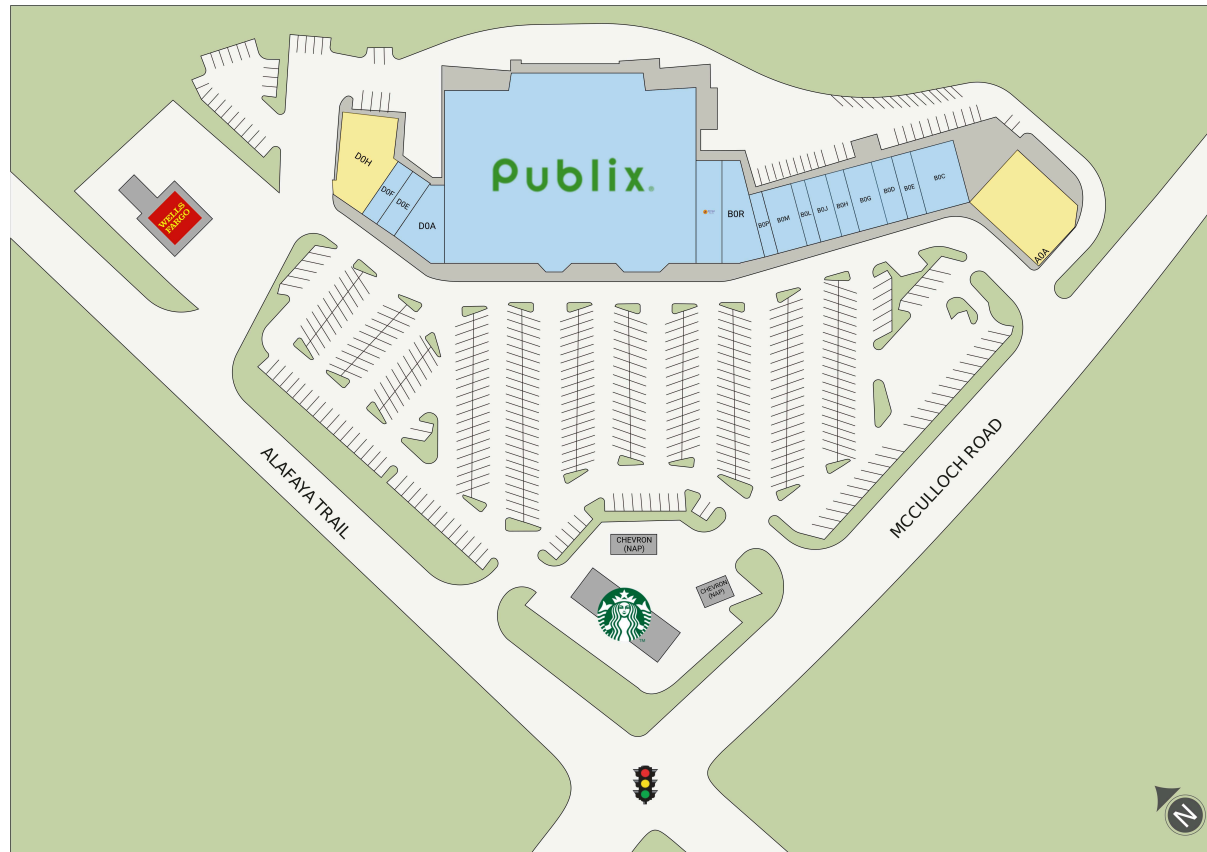 D0H
D0F
D0E
D0A
Publix.
B0R
B0P
B0M
B0L
B0J
B0H
B0G
B0D
B0E
B0C
A0A
WELLS
FARGO
ALAFAYA TRAIL
MCCULLOCH ROAD
CHEVRON
(NAP)
CHEVRON
(NAP)
TM
N